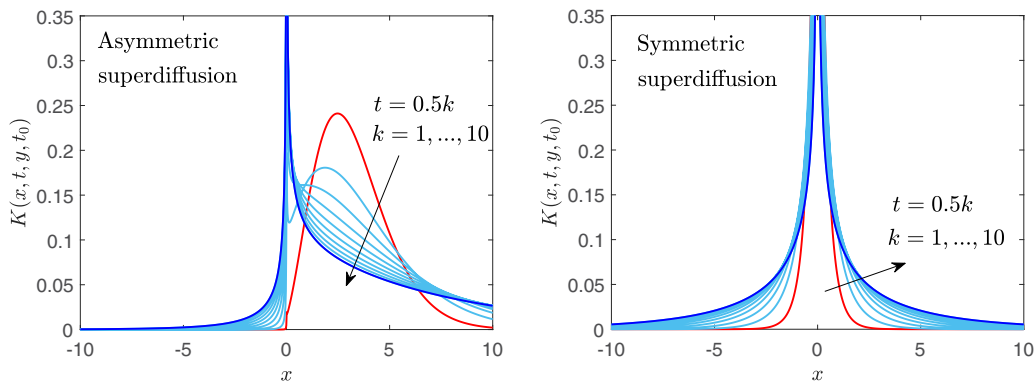 0.35
0.3
0.25
0.2
0.15
0.1
0.05
0
K(x, t, y, t₀)
Asymmetric
superdiffusion
t = 0.5k
k = 1, ..., 10
-10 -5 0 5 10
x
0.35
0.3
0.25
0.2
0.15
0.1
0.05
0
K(x, t, y, t₀)
Symmetric
superdiffusion
t = 0.5k
k = 1, ..., 10
-10 -5 0 5 10
x